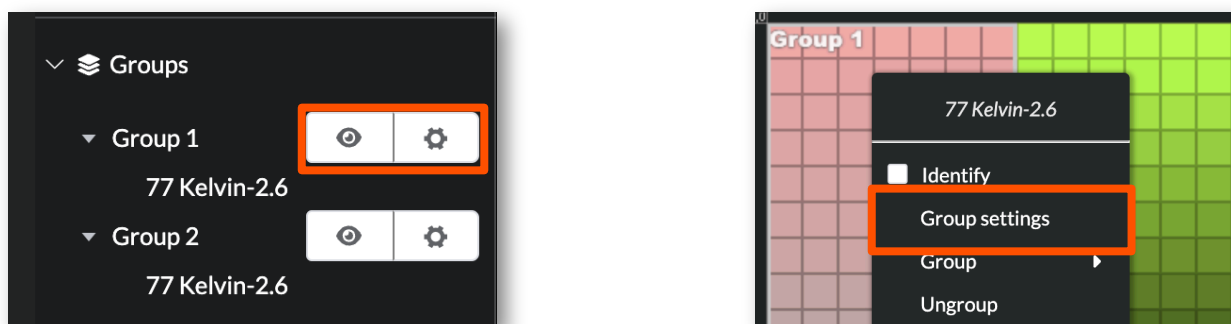 Groups
Group 1
77 Kelvin-2.6
Group 2
77 Kelvin-2.6
,0
Group 1
77 Kelvin-2.6
Identify
Group settings
Group
Ungroup